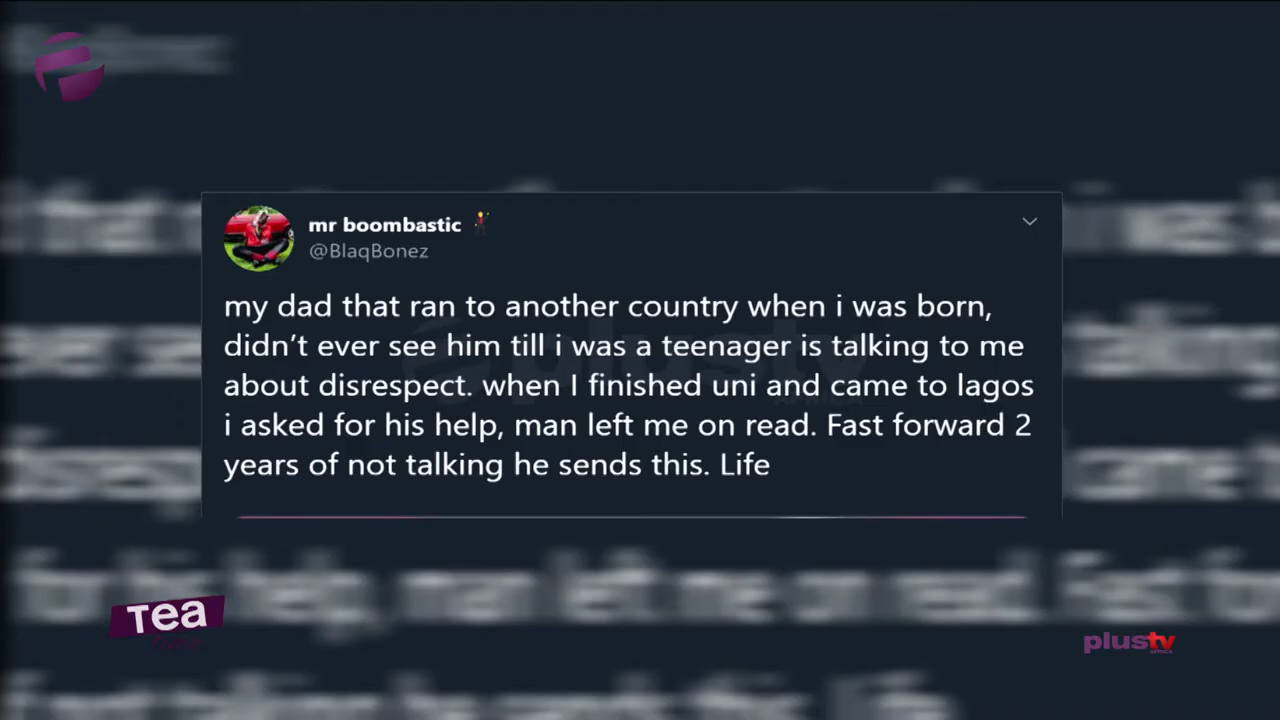 mr boombastic
@BlaqBonez
my dad that ran to another country when i was born,
didn't ever see him till i was a teenager is talking to me
about disrespect. when I finished uni and came to lagos
i asked for his help, man left me on read. Fast forward 2
years of not talking he sends this. Life
Tea
plustv
AFRICA